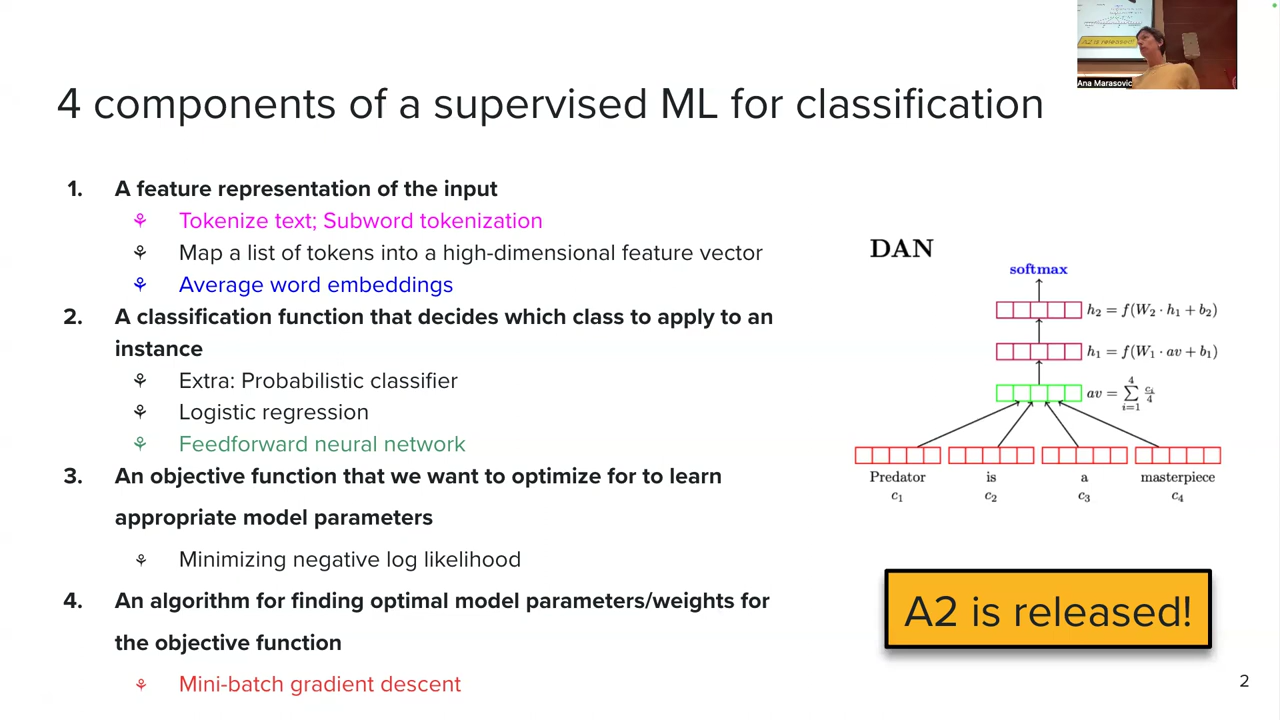 4 components of a supervised ML for classification
1. A feature representation of the input
Tokenize text; Subword tokenization
Map a list of tokens into a high-dimensional feature vector
Average word embeddings
2. A classification function that decides which class to apply to an
instance
Extra: Probabilistic classifier
Logistic regression
Feedforward neural network
3. An objective function that we want to optimize for to learn
appropriate model parameters
Minimizing negative log likelihood
4. An algorithm for finding optimal model parameters/weights for
the objective function
Mini-batch gradient descent
DAN
softmax
h₂ = f(W₂ · h₁ + b₂)
h₁ = f(W₁ · av + b₁)
av = ∑_{i=1}^{4} c_i/4
Predator is a masterpiece
c₁ c₂ c₃ c₄
A2 is released!
2
A2 is released!
Ana Marasovic